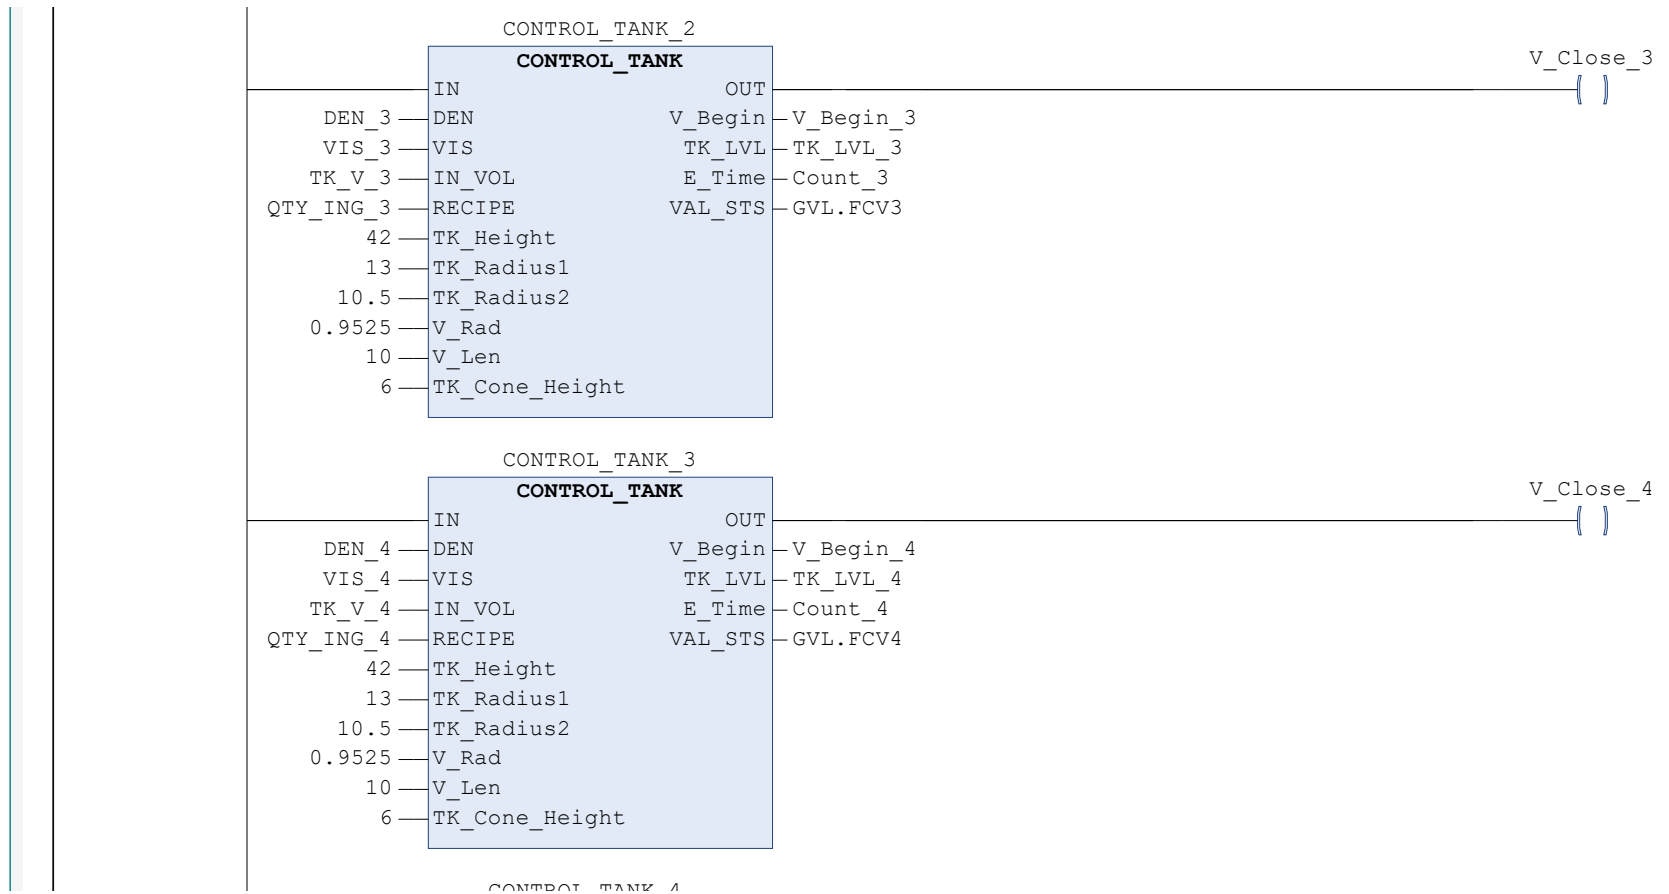 CONTROL_TANK_2
CONTROL_TANK
V_Close_3
IN OUT
DEN_3 DEN V_Begin V_Begin_3
VIS_3 VIS TK_LVL TK_LVL_3
TK_V_3 IN_VOL E_Time Count_3
QTY_ING_3 RECIPE VAL_STS GVL.FCV3
42 TK_Height
13 TK_Radius1
10.5 TK_Radius2
0.9525 V_Rad
10 V_Len
6 TK_Cone_Height
CONTROL_TANK_3
CONTROL_TANK
V_Close_4
IN OUT
DEN_4 DEN V_Begin V_Begin_4
VIS_4 VIS TK_LVL TK_LVL_4
TK_V_4 IN_VOL E_Time Count_4
QTY_ING_4 RECIPE VAL_STS GVL.FCV4
42 TK_Height
13 TK_Radius1
10.5 TK_Radius2
0.9525 V_Rad
10 V_Len
6 TK_Cone_Height
CONTROL_TANK_4